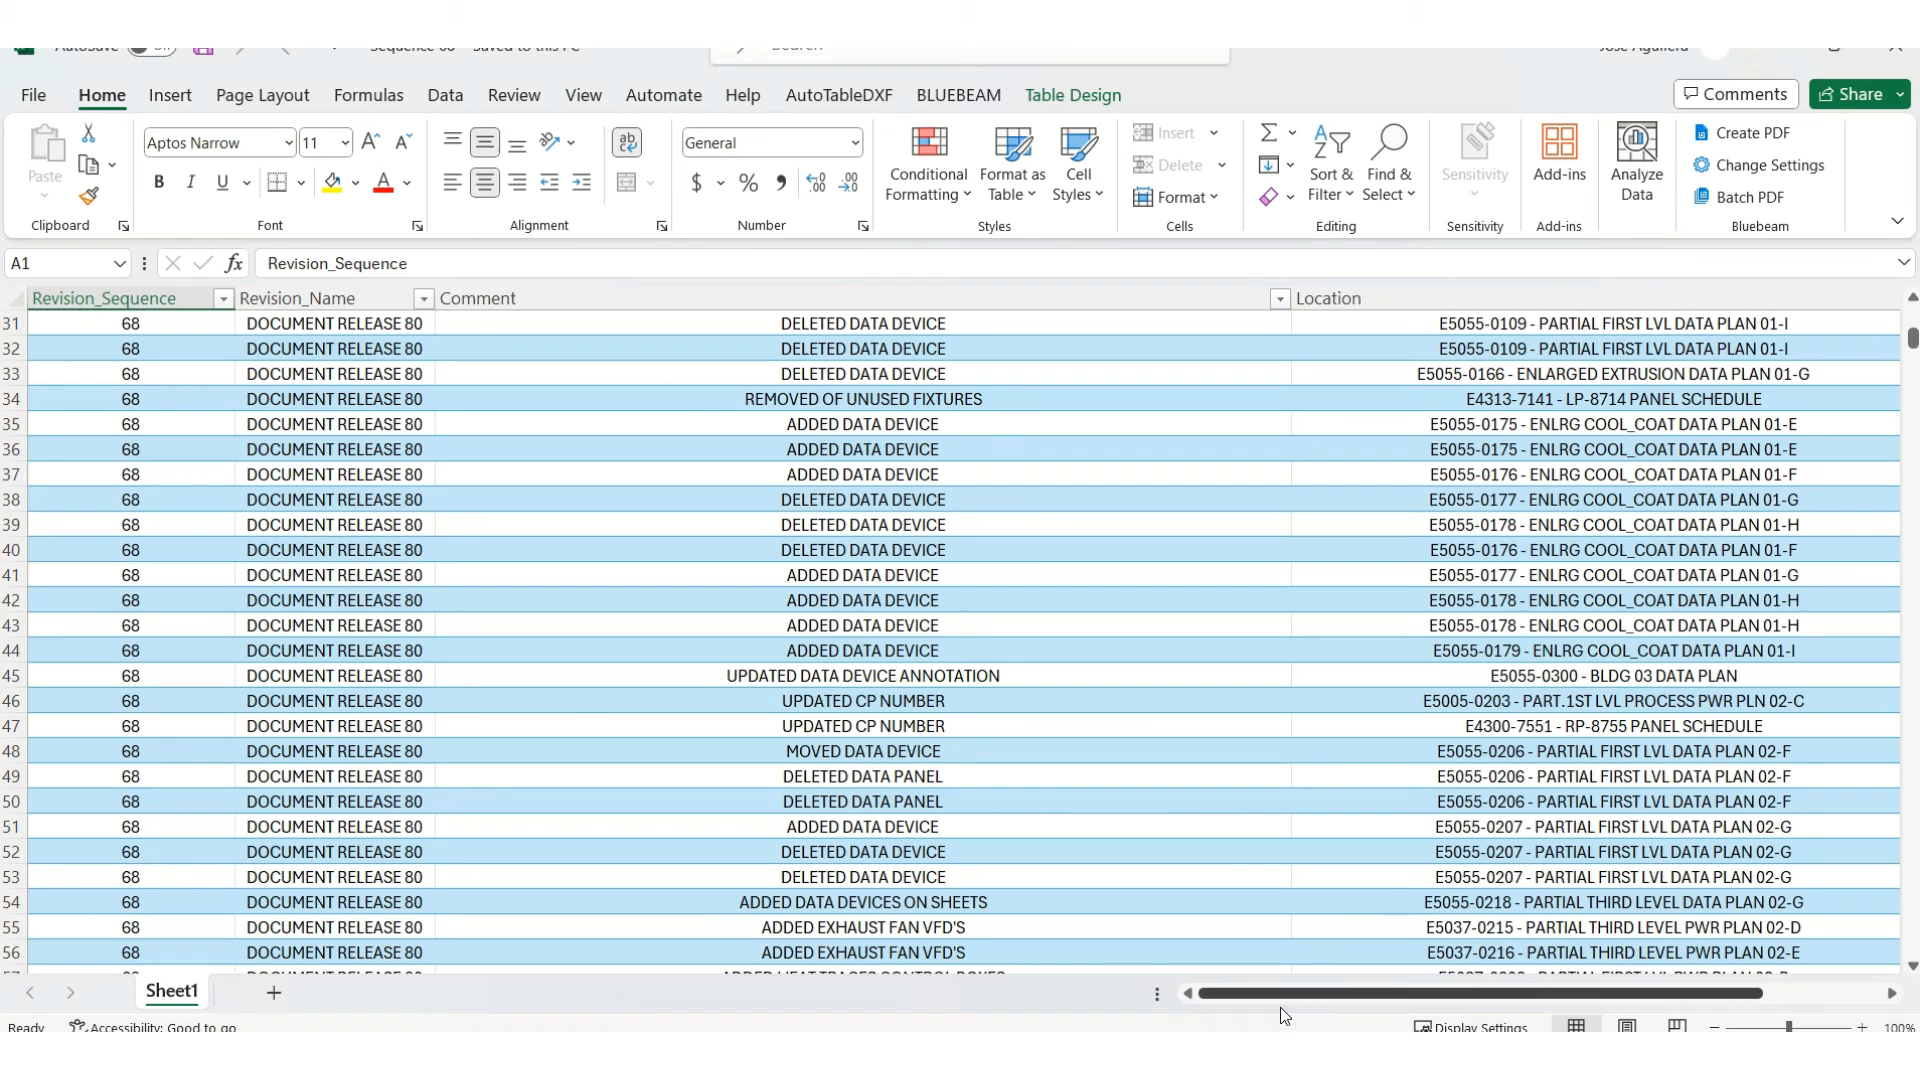 AutoSave Off Sequence 68 - Saved to this PC Search Jose Aguilera
File Home Insert Page Layout Formulas Data Review View Automate Help AutoTableDXF BLUEBEAM Table Design Comments Share
Paste Aptos Narrow 11 General Conditional Formatting Format as Table Cell Styles Insert Delete Format Sort & Filter Find & Select Sensitivity Add-ins Analyze Data Create PDF Change Settings Batch PDF
Clipboard Font Alignment Number Styles Cells Editing Sensitivity Add-ins Bluebeam
A1 fx Revision_Sequence
Revision_Sequence Revision_Name Comment Location
31 68 DOCUMENT RELEASE 80 DELETED DATA DEVICE E5055-0109 - PARTIAL FIRST LVL DATA PLAN 01-I
32 68 DOCUMENT RELEASE 80 DELETED DATA DEVICE E5055-0109 - PARTIAL FIRST LVL DATA PLAN 01-I
33 68 DOCUMENT RELEASE 80 DELETED DATA DEVICE E5055-0166 - ENLARGED EXTRUSION DATA PLAN 01-G
34 68 DOCUMENT RELEASE 80 REMOVED OF UNUSED FIXTURES E4313-7141 - LP-8714 PANEL SCHEDULE
35 68 DOCUMENT RELEASE 80 ADDED DATA DEVICE E5055-0175 - ENLRG COOL_COAT DATA PLAN 01-E
36 68 DOCUMENT RELEASE 80 ADDED DATA DEVICE E5055-0175 - ENLRG COOL_COAT DATA PLAN 01-E
37 68 DOCUMENT RELEASE 80 ADDED DATA DEVICE E5055-0176 - ENLRG COOL_COAT DATA PLAN 01-F
38 68 DOCUMENT RELEASE 80 DELETED DATA DEVICE E5055-0177 - ENLRG COOL_COAT DATA PLAN 01-G
39 68 DOCUMENT RELEASE 80 DELETED DATA DEVICE E5055-0178 - ENLRG COOL_COAT DATA PLAN 01-H
40 68 DOCUMENT RELEASE 80 DELETED DATA DEVICE E5055-0176 - ENLRG COOL_COAT DATA PLAN 01-F
41 68 DOCUMENT RELEASE 80 ADDED DATA DEVICE E5055-0177 - ENLRG COOL_COAT DATA PLAN 01-G
42 68 DOCUMENT RELEASE 80 ADDED DATA DEVICE E5055-0178 - ENLRG COOL_COAT DATA PLAN 01-H
43 68 DOCUMENT RELEASE 80 ADDED DATA DEVICE E5055-0178 - ENLRG COOL_COAT DATA PLAN 01-H
44 68 DOCUMENT RELEASE 80 ADDED DATA DEVICE E5055-0179 - ENLRG COOL_COAT DATA PLAN 01-I
45 68 DOCUMENT RELEASE 80 UPDATED DATA DEVICE ANNOTATION E5055-0300 - BLDG 03 DATA PLAN
46 68 DOCUMENT RELEASE 80 UPDATED CP NUMBER E5005-0203 - PART.1ST LVL PROCESS PWR PLN 02-C
47 68 DOCUMENT RELEASE 80 UPDATED CP NUMBER E4300-7551 - RP-8755 PANEL SCHEDULE
48 68 DOCUMENT RELEASE 80 MOVED DATA DEVICE E5055-0206 - PARTIAL FIRST LVL DATA PLAN 02-F
49 68 DOCUMENT RELEASE 80 DELETED DATA PANEL E5055-0206 - PARTIAL FIRST LVL DATA PLAN 02-F
50 68 DOCUMENT RELEASE 80 DELETED DATA PANEL E5055-0206 - PARTIAL FIRST LVL DATA PLAN 02-F
51 68 DOCUMENT RELEASE 80 ADDED DATA DEVICE E5055-0207 - PARTIAL FIRST LVL DATA PLAN 02-G
52 68 DOCUMENT RELEASE 80 DELETED DATA DEVICE E5055-0207 - PARTIAL FIRST LVL DATA PLAN 02-G
53 68 DOCUMENT RELEASE 80 DELETED DATA DEVICE E5055-0207 - PARTIAL FIRST LVL DATA PLAN 02-G
54 68 DOCUMENT RELEASE 80 ADDED DATA DEVICES ON SHEETS E5055-0218 - PARTIAL THIRD LEVEL DATA PLAN 02-G
55 68 DOCUMENT RELEASE 80 ADDED EXHAUST FAN VFD'S E5037-0215 - PARTIAL THIRD LEVEL PWR PLAN 02-D
56 68 DOCUMENT RELEASE 80 ADDED EXHAUST FAN VFD'S E5037-0216 - PARTIAL THIRD LEVEL PWR PLAN 02-E
Sheet1
Ready Accessibility: Good to go Display Settings 100%